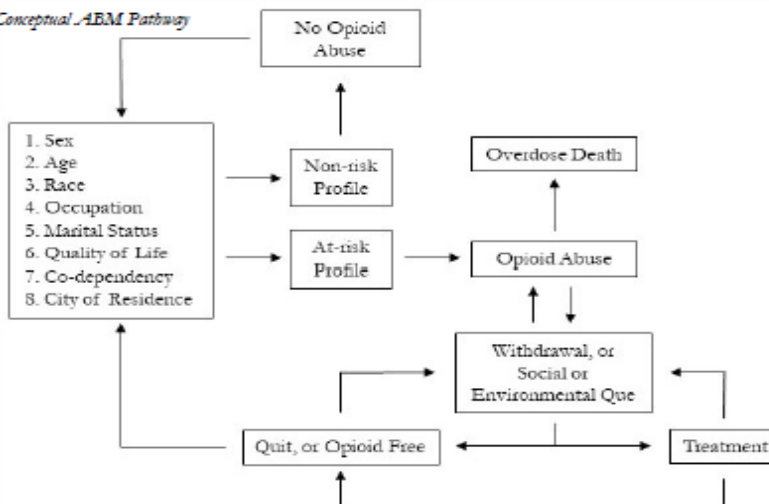 Conceptual ABM Pathway
No Opioid
Abuse
1. Sex
2. Age
3. Race
4. Occupation
5. Marital Status
6. Quality of Life
7. Co-dependency
8. City of Residence
Non-risk
Profile
At-risk
Profile
Overdose Death
Opioid Abuse
Withdrawal, or
Social or
Environmental Que
Quit, or Opioid Free
Treatment